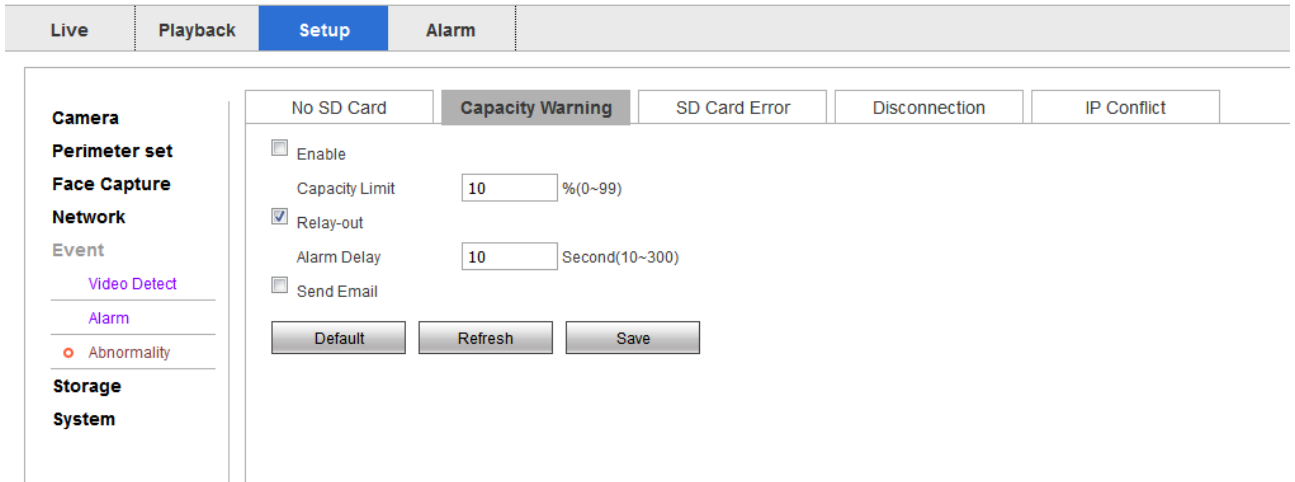 Live Playback Setup Alarm
No SD Card Capacity Warning SD Card Error Disconnection IP Conflict
Camera
Perimeter set
Face Capture
Network
Event
Video Detect
Alarm
Abnormality
Storage
System
Enable
Capacity Limit 10 %(0~99)
Relay-out
Alarm Delay 10 Second(10~300)
Send Email
Default Refresh Save